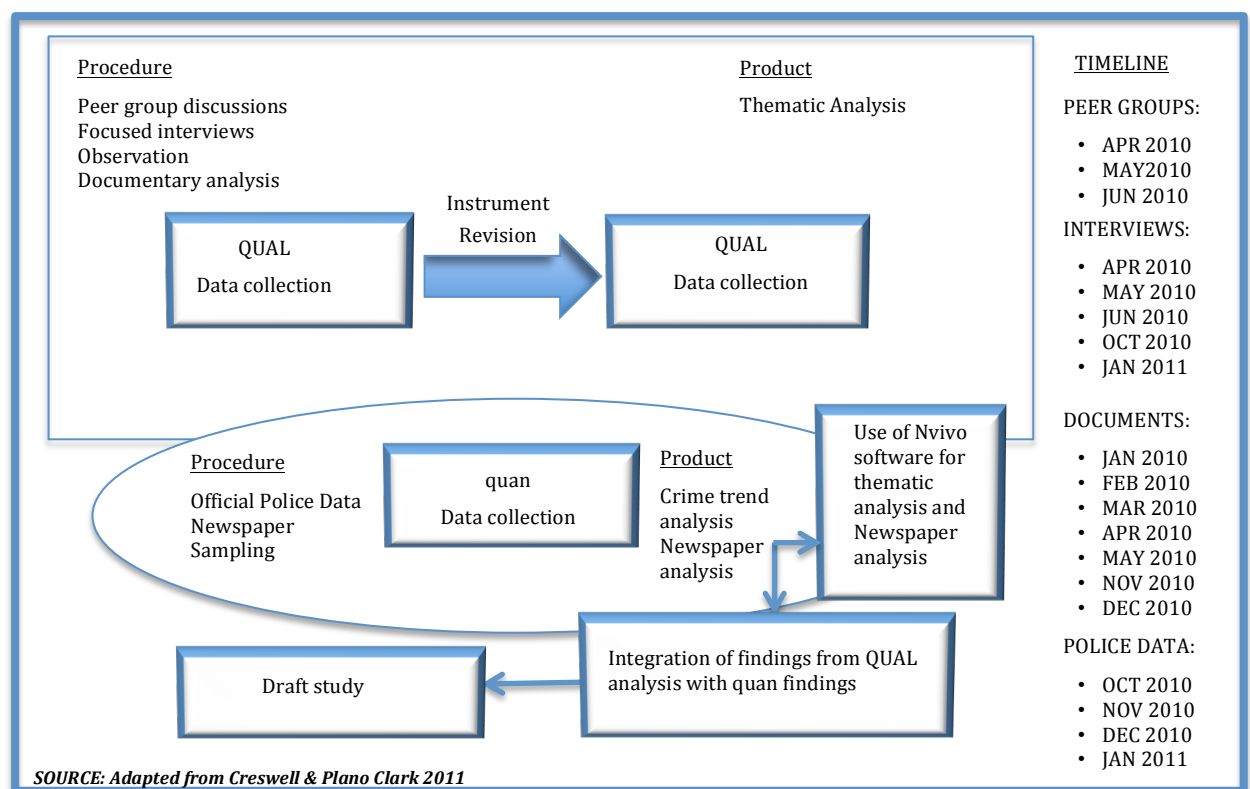 Procedure
Peer group discussions
Focused interviews
Observation
Documentary analysis
Product
Thematic Analysis
QUAL
Data collection
Instrument
Revision
QUAL
Data collection
Procedure
Official Police Data
Newspaper
Sampling
quan
Data collection
Product
Crime trend
analysis
Newspaper
analysis
Use of Nvivo
software for
thematic
analysis and
Newspaper
analysis
Integration of findings from QUAL
analysis with quan findings
Draft study
SOURCE: Adapted from Creswell & Plano Clark 2011
TIMELINE
PEER GROUPS:
• APR 2010
• MAY2010
• JUN 2010
INTERVIEWS:
• APR 2010
• MAY 2010
• JUN 2010
• OCT 2010
• JAN 2011
DOCUMENTS:
• JAN 2010
• FEB 2010
• MAR 2010
• APR 2010
• MAY 2010
• NOV 2010
• DEC 2010
POLICE DATA:
• OCT 2010
• NOV 2010
• DEC 2010
• JAN 2011